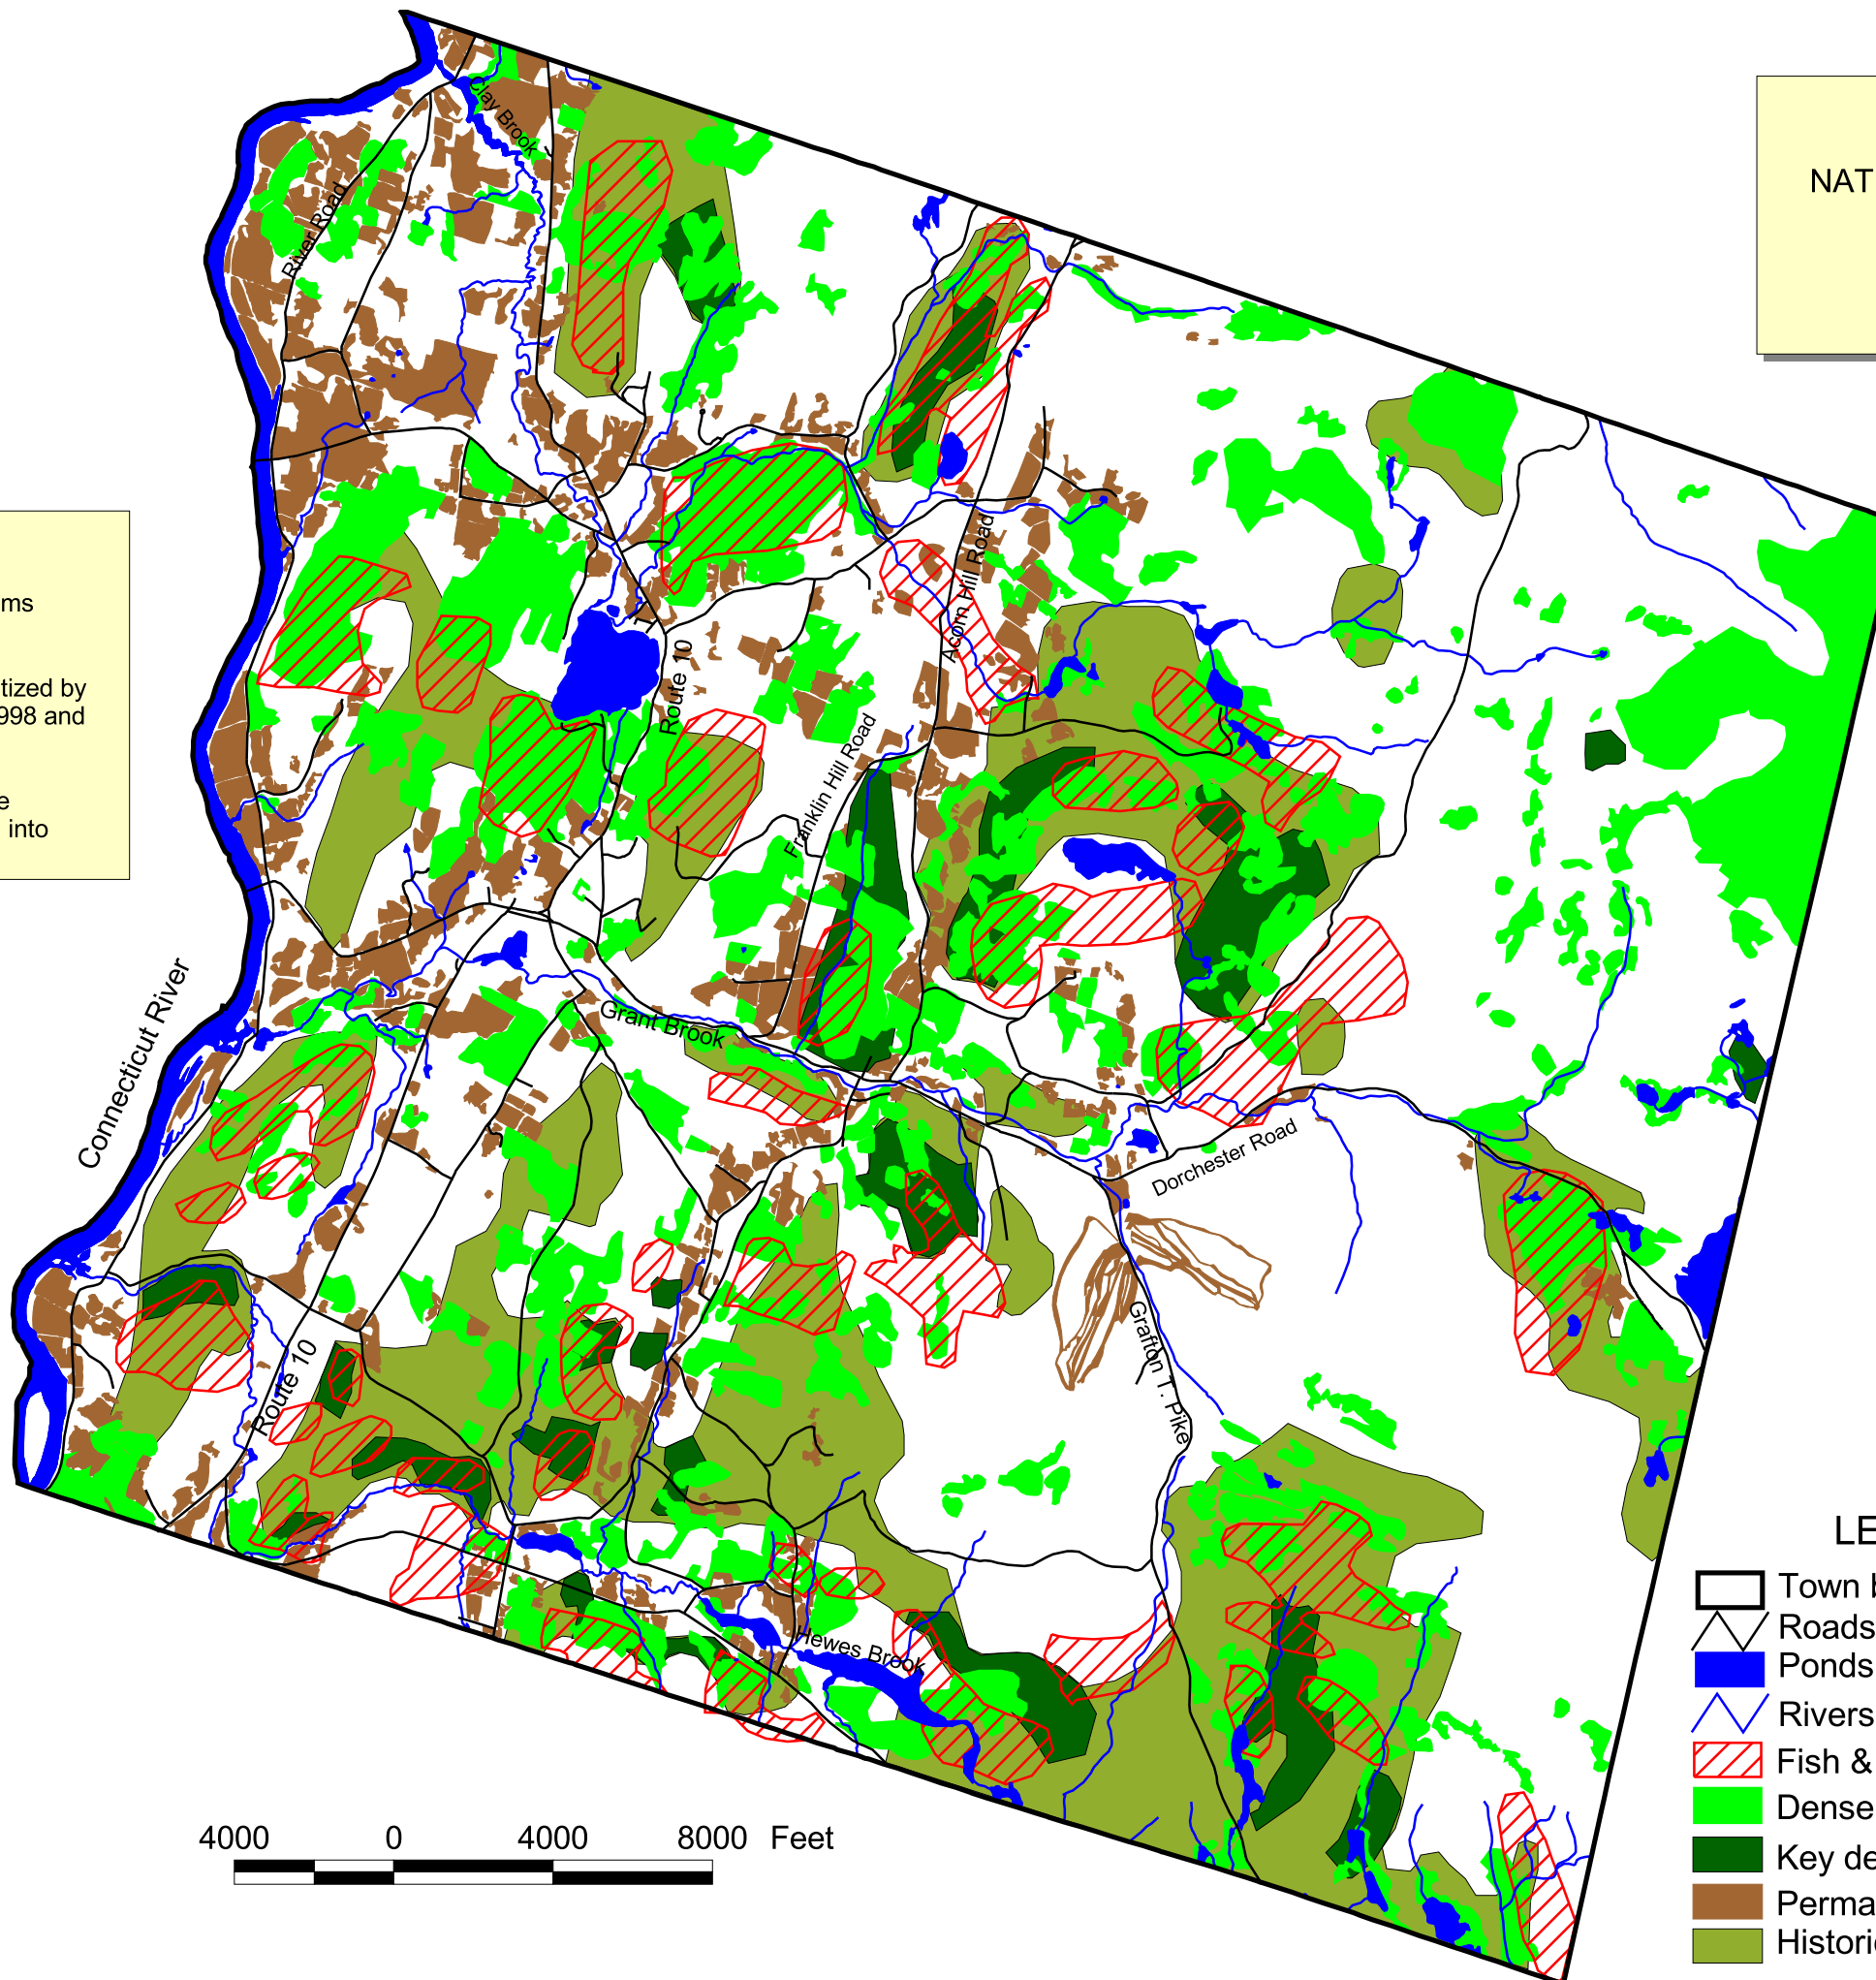 NAT
ms
tized by
998 and
e
into
Clay Brook
River Road
Acorn Hill Road
Route 10
Franklin Hill Road
Connecticut River
Grant Brook
Dorchester Road
Grafton T. Pike
Route 10
Hewes Brook
4000 0 4000 8000 Feet
LE
Town b
Roads
Ponds
Rivers
Fish &
Dense
Key de
Perma
Histori